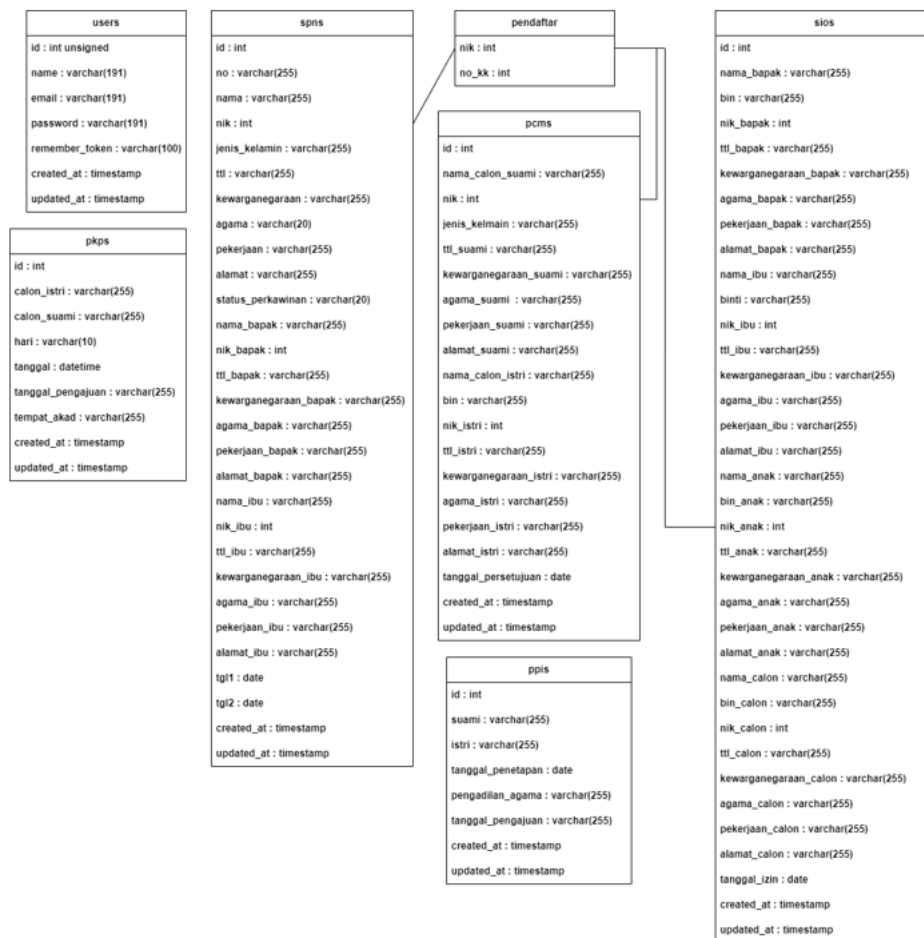 users
id : int unsigned
name : varchar(191)
email : varchar(191)
password : varchar(191)
remember_token : varchar(100)
created_at : timestamp
updated_at : timestamp
pkps
id : int
calon_istri : varchar(255)
calon_suami : varchar(255)
hari : varchar(10)
tanggal : datetime
tanggal_pengajuan : varchar(255)
tempat_akad : varchar(255)
created_at : timestamp
updated_at : timestamp
spns
id : int
no : varchar(255)
nama : varchar(255)
nik : int
jenis_kelamin : varchar(255)
ttl : varchar(255)
kewarganegaraan : varchar(255)
agama : varchar(20)
pekerjaan : varchar(255)
alamat : varchar(255)
status_perkawinan : varchar(20)
nama_bapak : varchar(255)
nik_bapak : int
ttl_bapak : varchar(255)
kewarganegaraan_bapak : varchar(255)
agama_bapak : varchar(255)
pekerjaan_bapak : varchar(255)
alamat_bapak : varchar(255)
nama_ibu : varchar(255)
nik_ibu : int
ttl_ibu : varchar(255)
kewarganegaraan_ibu : varchar(255)
agama_ibu : varchar(255)
pekerjaan_ibu : varchar(255)
alamat_ibu : varchar(255)
tgl1 : date
tgl2 : date
created_at : timestamp
updated_at : timestamp
pendaftar
nik : int
no_kk : int
pcms
id : int
nama_calon_suami : varchar(255)
nik : int
jenis_kelmain : varchar(255)
ttl_suami : varchar(255)
kewarganegaraan_suami : varchar(255)
agama_suami : varchar(255)
pekerjaan_suami : varchar(255)
alamat_suami : varchar(255)
nama_calon_istri : varchar(255)
bin : varchar(255)
nik_istri : int
ttl_istri : varchar(255)
kewarganegaraan_istri : varchar(255)
agama_istri : varchar(255)
pekerjaan_istri : varchar(255)
alamat_istri : varchar(255)
tanggal_persetujuan : date
created_at : timestamp
updated_at : timestamp
ppis
id : int
suami : varchar(255)
istri : varchar(255)
tanggal_penetapan : date
pengadilan_agama : varchar(255)
tanggal_pengajuan : varchar(255)
created_at : timestamp
updated_at : timestamp
sios
id : int
nama_bapak : varchar(255)
bin : varchar(255)
nik_bapak : int
ttl_bapak : varchar(255)
kewarganegaraan_bapak : varchar(255)
agama_bapak : varchar(255)
pekerjaan_bapak : varchar(255)
alamat_bapak : varchar(255)
nama_ibu : varchar(255)
binti : varchar(255)
nik_ibu : int
ttl_ibu : varchar(255)
kewarganegaraan_ibu : varchar(255)
agama_ibu : varchar(255)
pekerjaan_ibu : varchar(255)
alamat_ibu : varchar(255)
nama_anak : varchar(255)
bin_anak : varchar(255)
nik_anak : int
ttl_anak : varchar(255)
kewarganegaraan_anak : varchar(255)
agama_anak : varchar(255)
pekerjaan_anak : varchar(255)
alamat_anak : varchar(255)
nama_calon : varchar(255)
bin_calon : varchar(255)
nik_calon : int
ttl_calon : varchar(255)
kewarganegaraan_calon : varchar(255)
agama_calon : varchar(255)
pekerjaan_calon : varchar(255)
alamat_calon : varchar(255)
tanggal_izin : date
created_at : timestamp
updated_at : timestamp